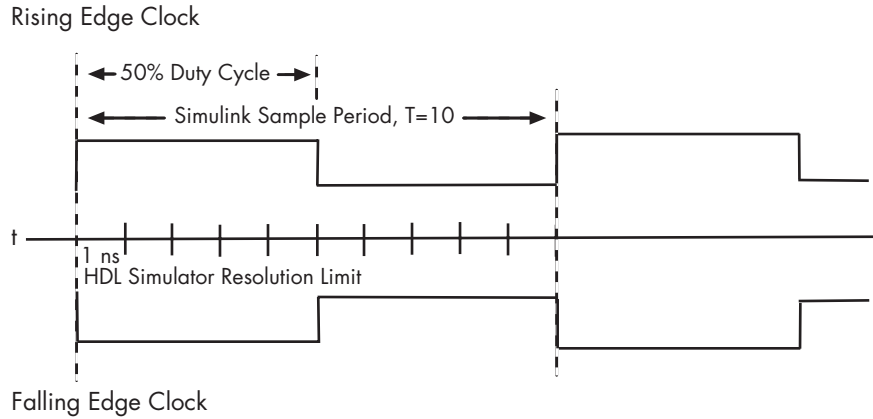 Rising Edge Clock
50% Duty Cycle
Simulink Sample Period, T=10
t
1 ns
HDL Simulator Resolution Limit
Falling Edge Clock